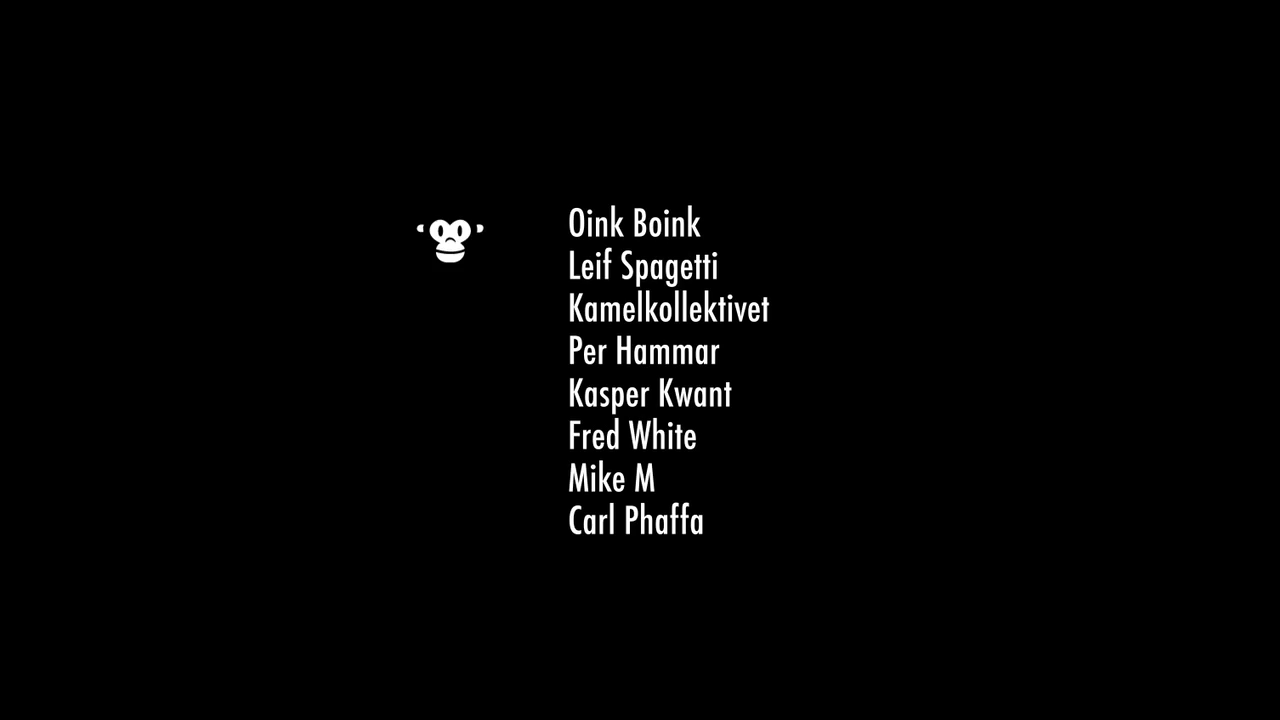 Oink Boink
Leif Spagetti
Kamelkollektivet
Per Hammar
Kasper Kwant
Fred White
Mike M
Carl Phaffa